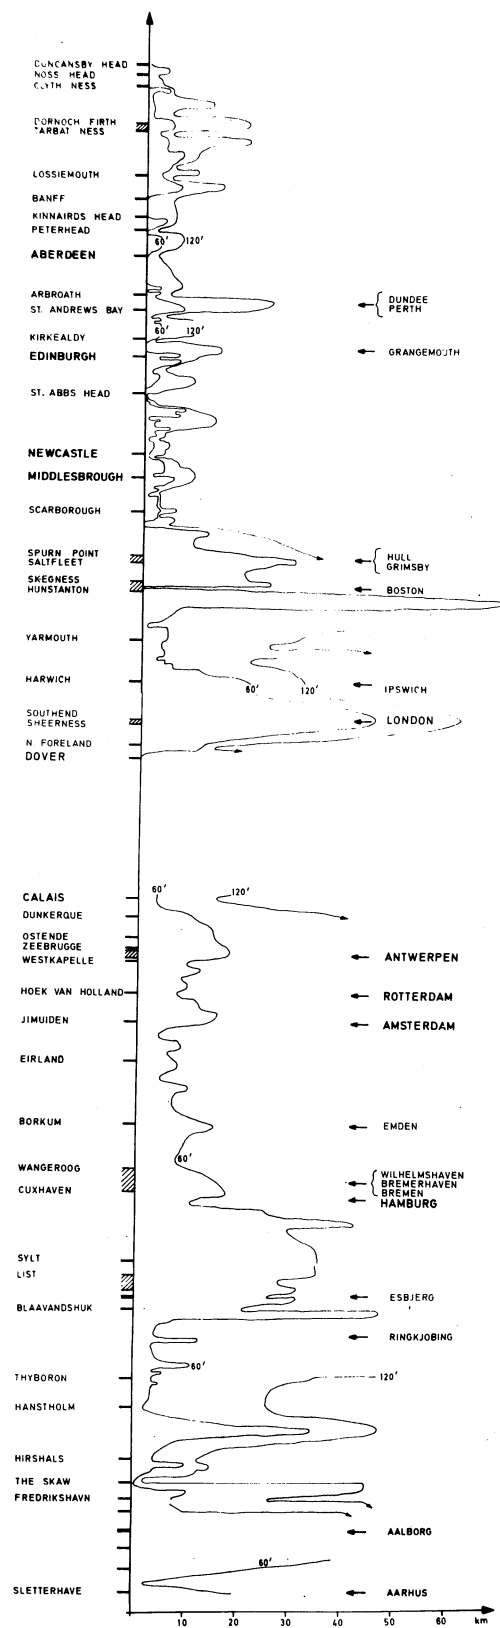 DUNCANSBY HEAD
NOSS HEAD
CLYTH NESS
DORNOCH FIRTH
TARBAT NESS
LOSSIEMOUTH
BANFF
KINNAIRDS HEAD
PETERHEAD
60' 120'
ABERDEEN
ARBROATH
ST. ANDREWS BAY
DUNDEE
PERTH
60' 120'
KIRKEALDY
EDINBURGH
GRANGEMOUTH
ST. ABBS HEAD
NEWCASTLE
MIDDLESBROUGH
SCARBOROUGH
SPURN POINT
SALTFLEET
HULL
GRIMSBY
SKEGNESS
HUNSTANTON
BOSTON
YARMOUTH
HARWICH
60' 120'
IPSWICH
SOUTHEND
SHEERNESS
LONDON
N. FORELAND
DOVER
60' 120'
CALAIS
DUNKERQUE
OSTENDE
ZEEBRUGGE
WESTKAPELLE
ANTWERPEN
HOEK VAN HOLLAND
ROTTERDAM
JIMUIDEN
AMSTERDAM
EIRLAND
BORKUM
EMDEN
60'
WANGEROOG
CUXHAVEN
WILHELMSHAVEN
BREMERHAVEN
BREMEN
HAMBURG
SYLT
LIST
ESBJERG
BLAAVANDSHUK
RINGKJOBING
60'
THYBORON
120'
HANSTHOLM
HIRSHALS
THE SKAW
FREDRIKSHAVN
AALBORG
60'
SLETTERHAVE
AARHUS
10 20 30 40 60 km